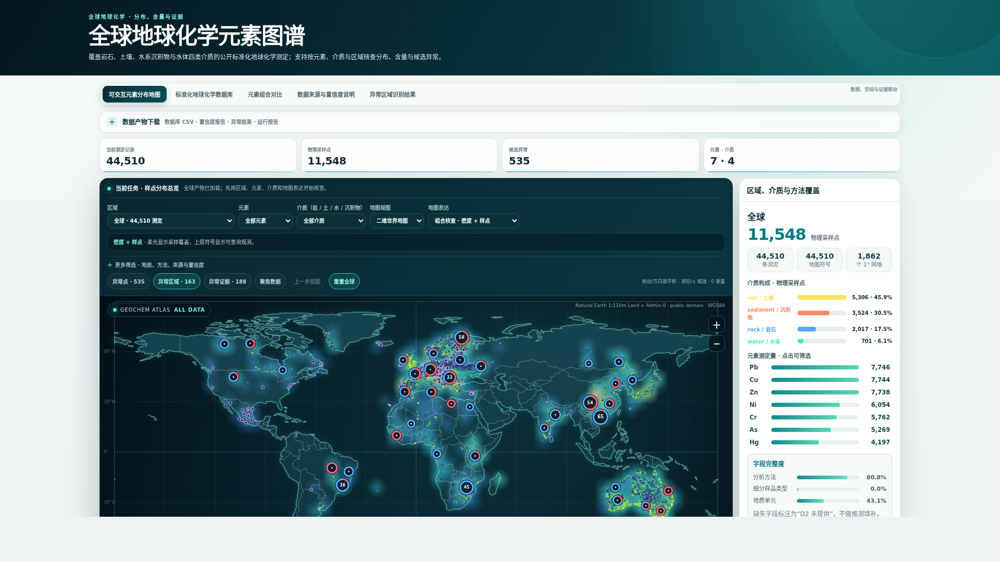 全球地球化学 · 分布、含量与证据
全球地球化学元素图谱
覆盖岩石、土壤、水系沉积物与水体四类介质的公开标准化地球化学测定；支持按元素、介质与区域核查分布、含量与候选异常。
可交互元素分布地图 标准化地球化学数据库 元素组合对比 数据来源与置信度说明 异常区域识别结果 数据、空间与证据联动
+ 数据产物下载 数据库 CSV · 置信度报告 · 异常结果 · 运行报告
当前测定记录
44,510
物理采样点
11,548
候选异常
535
元素 · 介质
7 · 4
当前任务 · 样点分布总览 全球产物已加载；先用区域、元素、介质和地图表达开始核查。
区域 元素 介质（岩 / 土 / 水 / 沉积物） 地图视图 地图表达
全球 · 44,510 测定 全部元素 全部介质 二维世界地图 组合核查 · 密度 + 样点
密度 + 样点 · 柔光显示采样覆盖，上层符号显示可查询观测。
+ 更多筛选 · 地质、方法、来源与置信度
异常点 · 535 异常区域 · 163 异常证据 · 188 聚焦数据 上一步视图 重置全球 拖动/方向键平移 · 滚轮/± 缩放 · 0 重置
GEOCHEM ATLAS ALL DATA
Natural Earth 1:110m Land + Admin-0 · public domain · WGS84
+
−
60°N
30°N
0°
30°S
50
33
54
65
36
45
区域、介质与方法覆盖
全球
11,548 物理采样点
44,510 44,510 1,862
条测定 地图符号 个 1° 网格
介质构成 · 物理采样点
soil / 土壤 5,306 · 45.9%
sediment / 沉积物 3,524 · 30.5%
rock / 岩石 2,017 · 17.5%
water / 水体 701 · 6.1%
元素测定量 · 点击可筛选
Pb 7,746
Cu 7,744
Zn 7,738
Ni 6,054
Cr 5,762
As 5,269
Hg 4,197
字段完整度
分析方法 80.8%
细分样品类型 0.0%
地质单元 43.1%
缺失字段标注为“D2 未提供”，不做推测填补。